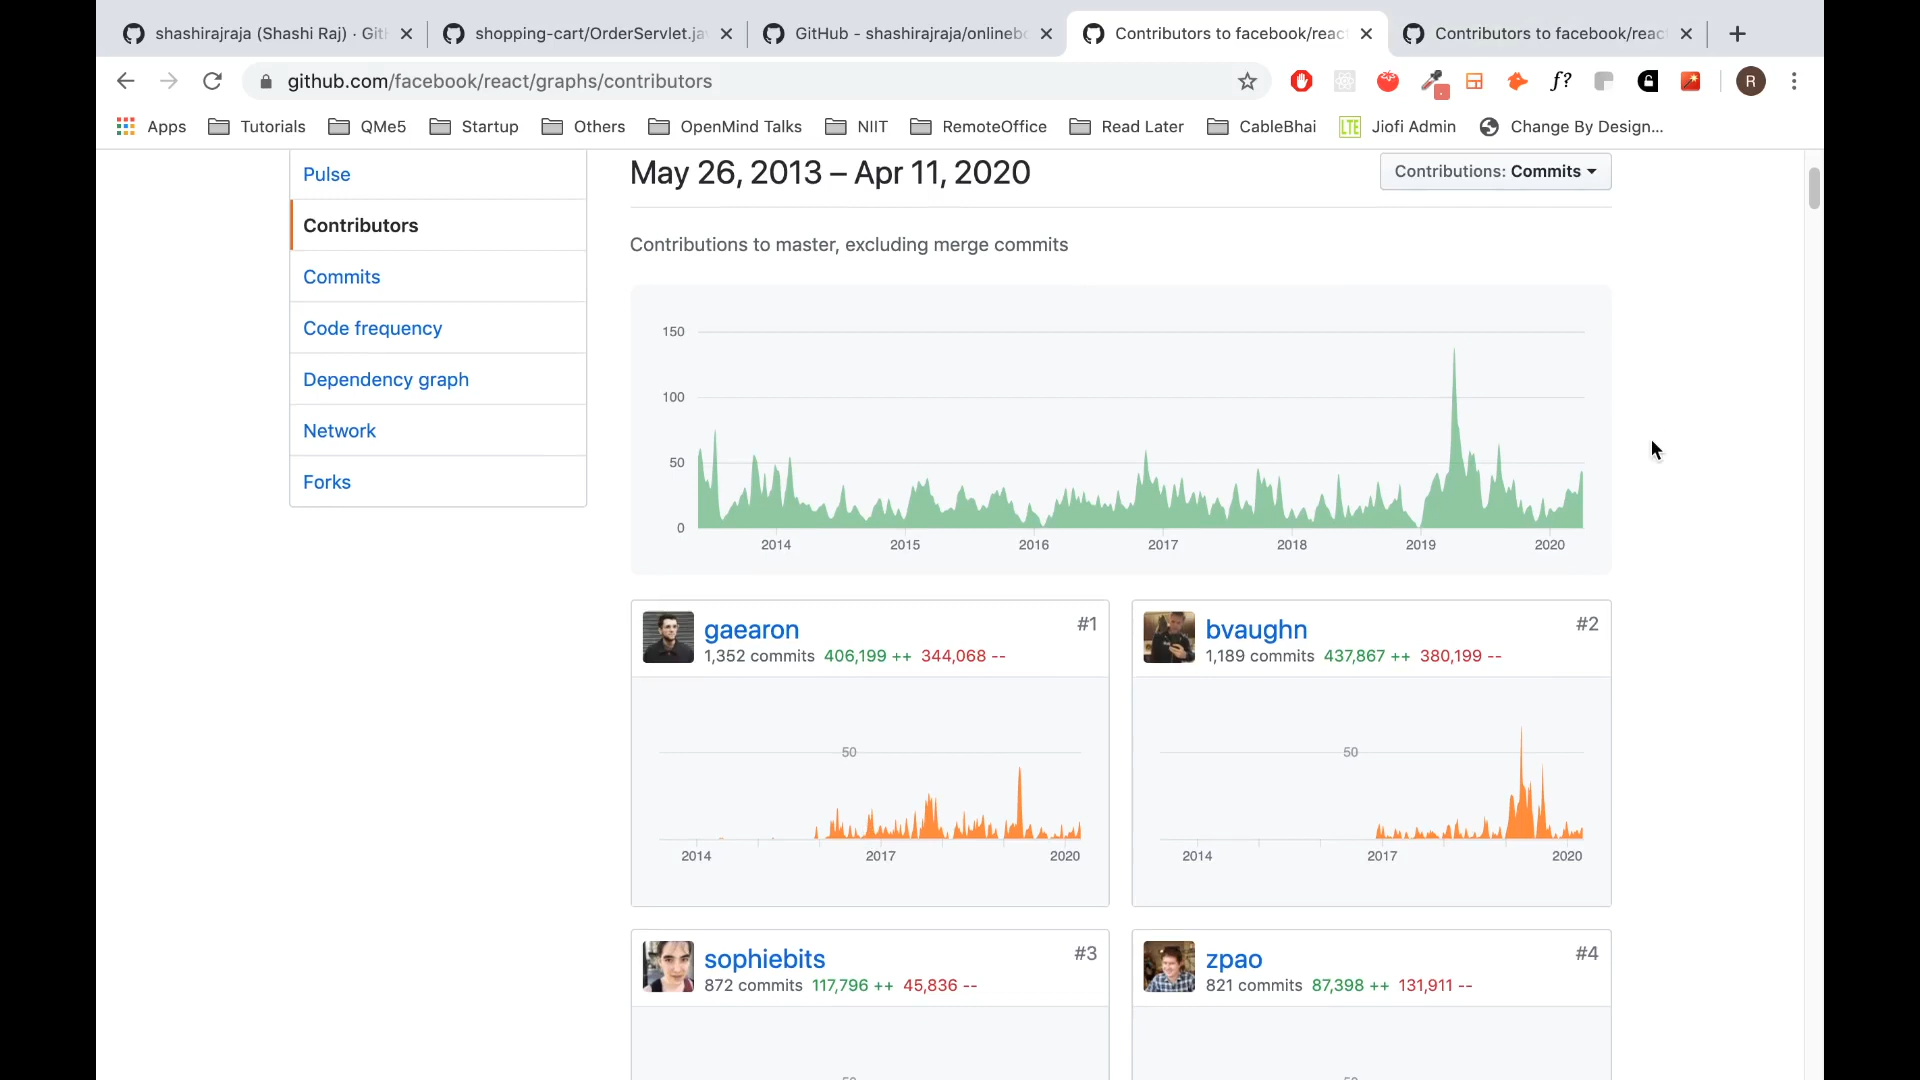 shashirajraja (Shashi Raj) · Git
shopping-cart/OrderServlet.ja
GitHub - shashirajraja/onlinebo
Contributors to facebook/reac
Contributors to facebook/reac
github.com/facebook/react/graphs/contributors
f?
R
Apps
Tutorials
QMe5
Startup
Others
OpenMind Talks
NIIT
RemoteOffice
Read Later
CableBhai
LTE
Jiofi Admin
Change By Design...
Pulse
Contributors
Commits
Code frequency
Dependency graph
Network
Forks
May 26, 2013 – Apr 11, 2020
Contributions: Commits
Contributions to master, excluding merge commits
150
100
50
0
2014 2015 2016 2017 2018 2019 2020
gaearon #1
1,352 commits 406,199 ++ 344,068 --
50
2014 2017 2020
bvaughn #2
1,189 commits 437,867 ++ 380,199 --
50
2014 2017 2020
sophiebits #3
872 commits 117,796 ++ 45,836 --
zpao #4
821 commits 87,398 ++ 131,911 --